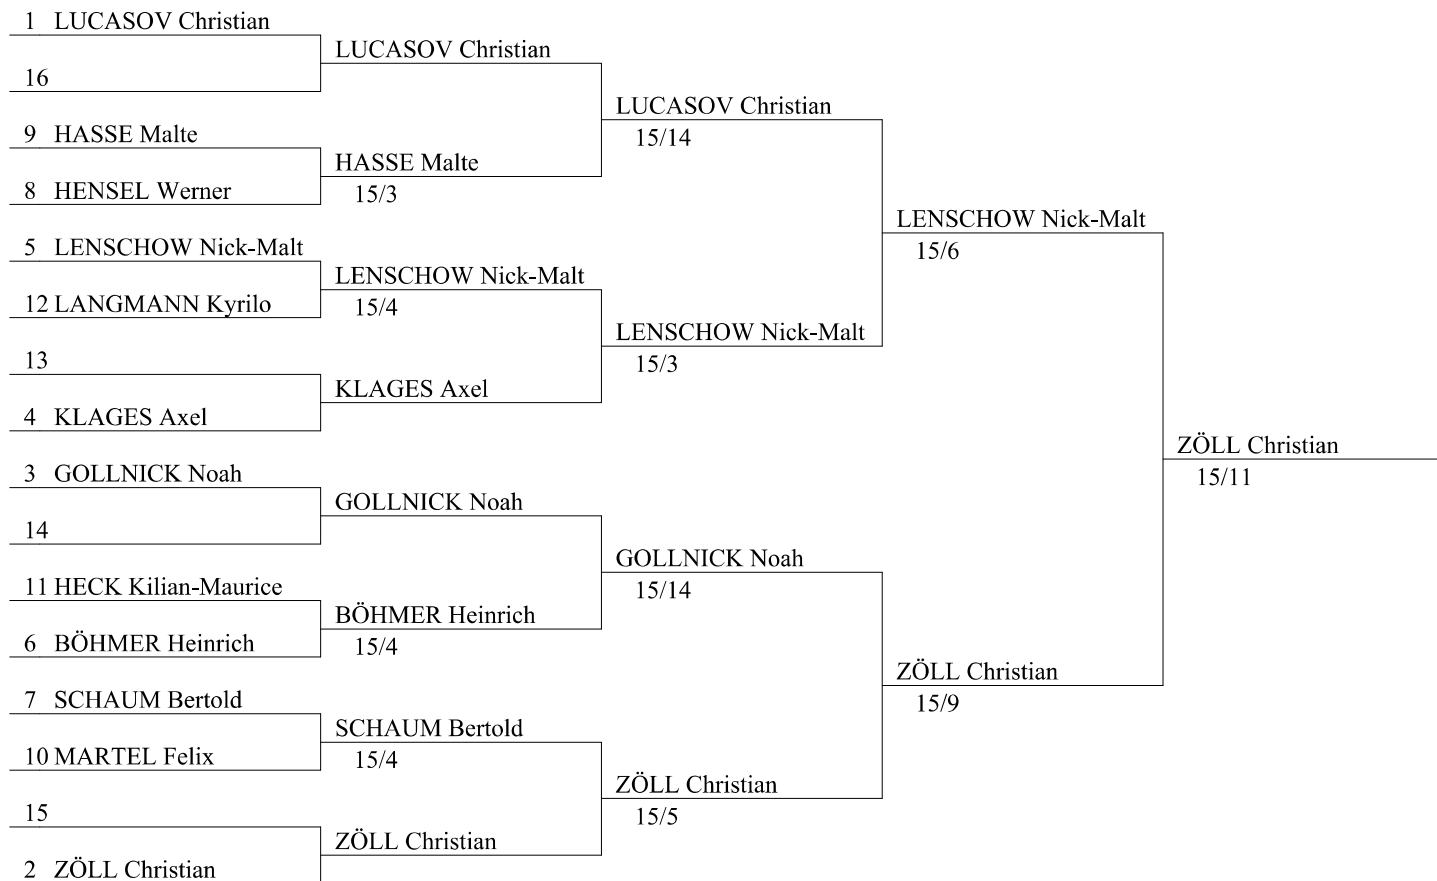 1 LUCASOV Christian
16
9 HASSE Malte
8 HENSEL Werner
5 LENSCHOW Nick-Malt
12 LANGMANN Kyrilo
13
4 KLAGES Axel
3 GOLLNICK Noah
14
11 HECK Kilian-Maurice
6 BÖHMER Heinrich
7 SCHAUM Bertold
10 MARTEL Felix
15
2 ZÖLL Christian
LUCASOV Christian
HASSE Malte
15/3
LENSCHOW Nick-Malt
15/4
KLAGES Axel
GOLLNICK Noah
BÖHMER Heinrich
15/4
SCHAUM Bertold
15/4
ZÖLL Christian
LUCASOV Christian
15/14
LENSCHOW Nick-Malt
15/3
GOLLNICK Noah
15/14
ZÖLL Christian
15/5
LENSCHOW Nick-Malt
15/6
ZÖLL Christian
15/9
ZÖLL Christian
15/11